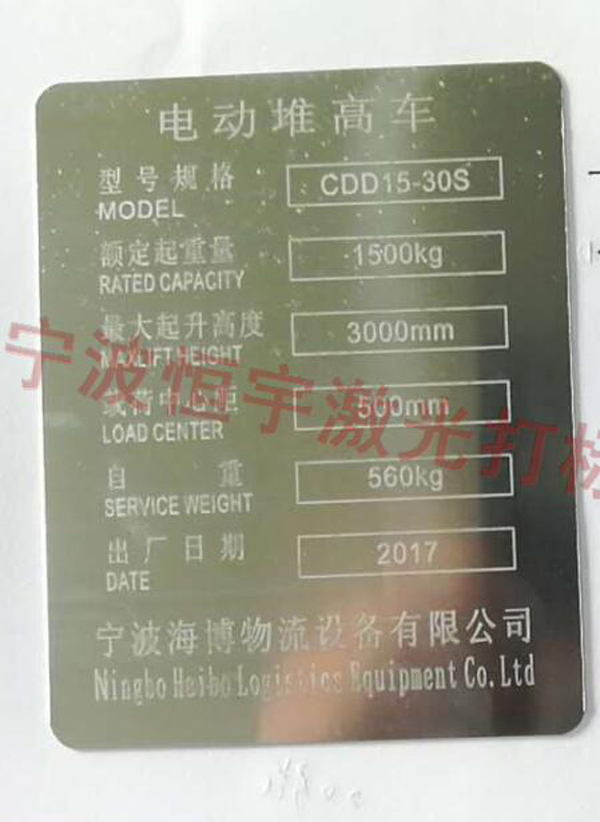 电动堆高车
型号规格 CDD15-30S
MODEL
额定起重量 1500kg
RATED CAPACITY
最大起升高度 3000mm
MAXLIFT HEIGHT
宁波恒宇激光打标
载荷中心距 500mm
LOAD CENTER
自 重 560kg
SERVICE WEIGHT
出厂日期 2017
DATE
宁波海博物流设备有限公司
Ningbo Heibo Logistics Equipment Co.Ltd